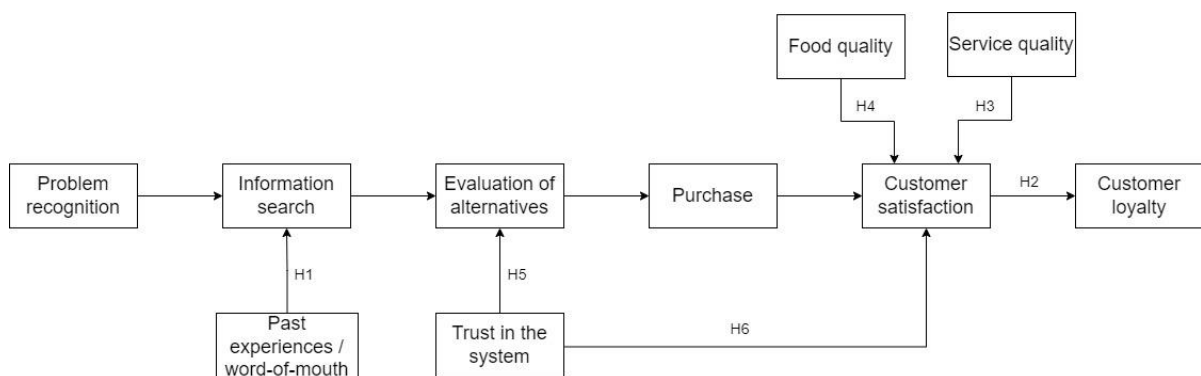 Food quality
Service quality
H4
H3
Problem
recognition
Information
search
Evaluation of
alternatives
Purchase
Customer
satisfaction
H2
Customer
loyalty
H1
H5
Past
experiences /
word-of-mouth
Trust in the
system
H6